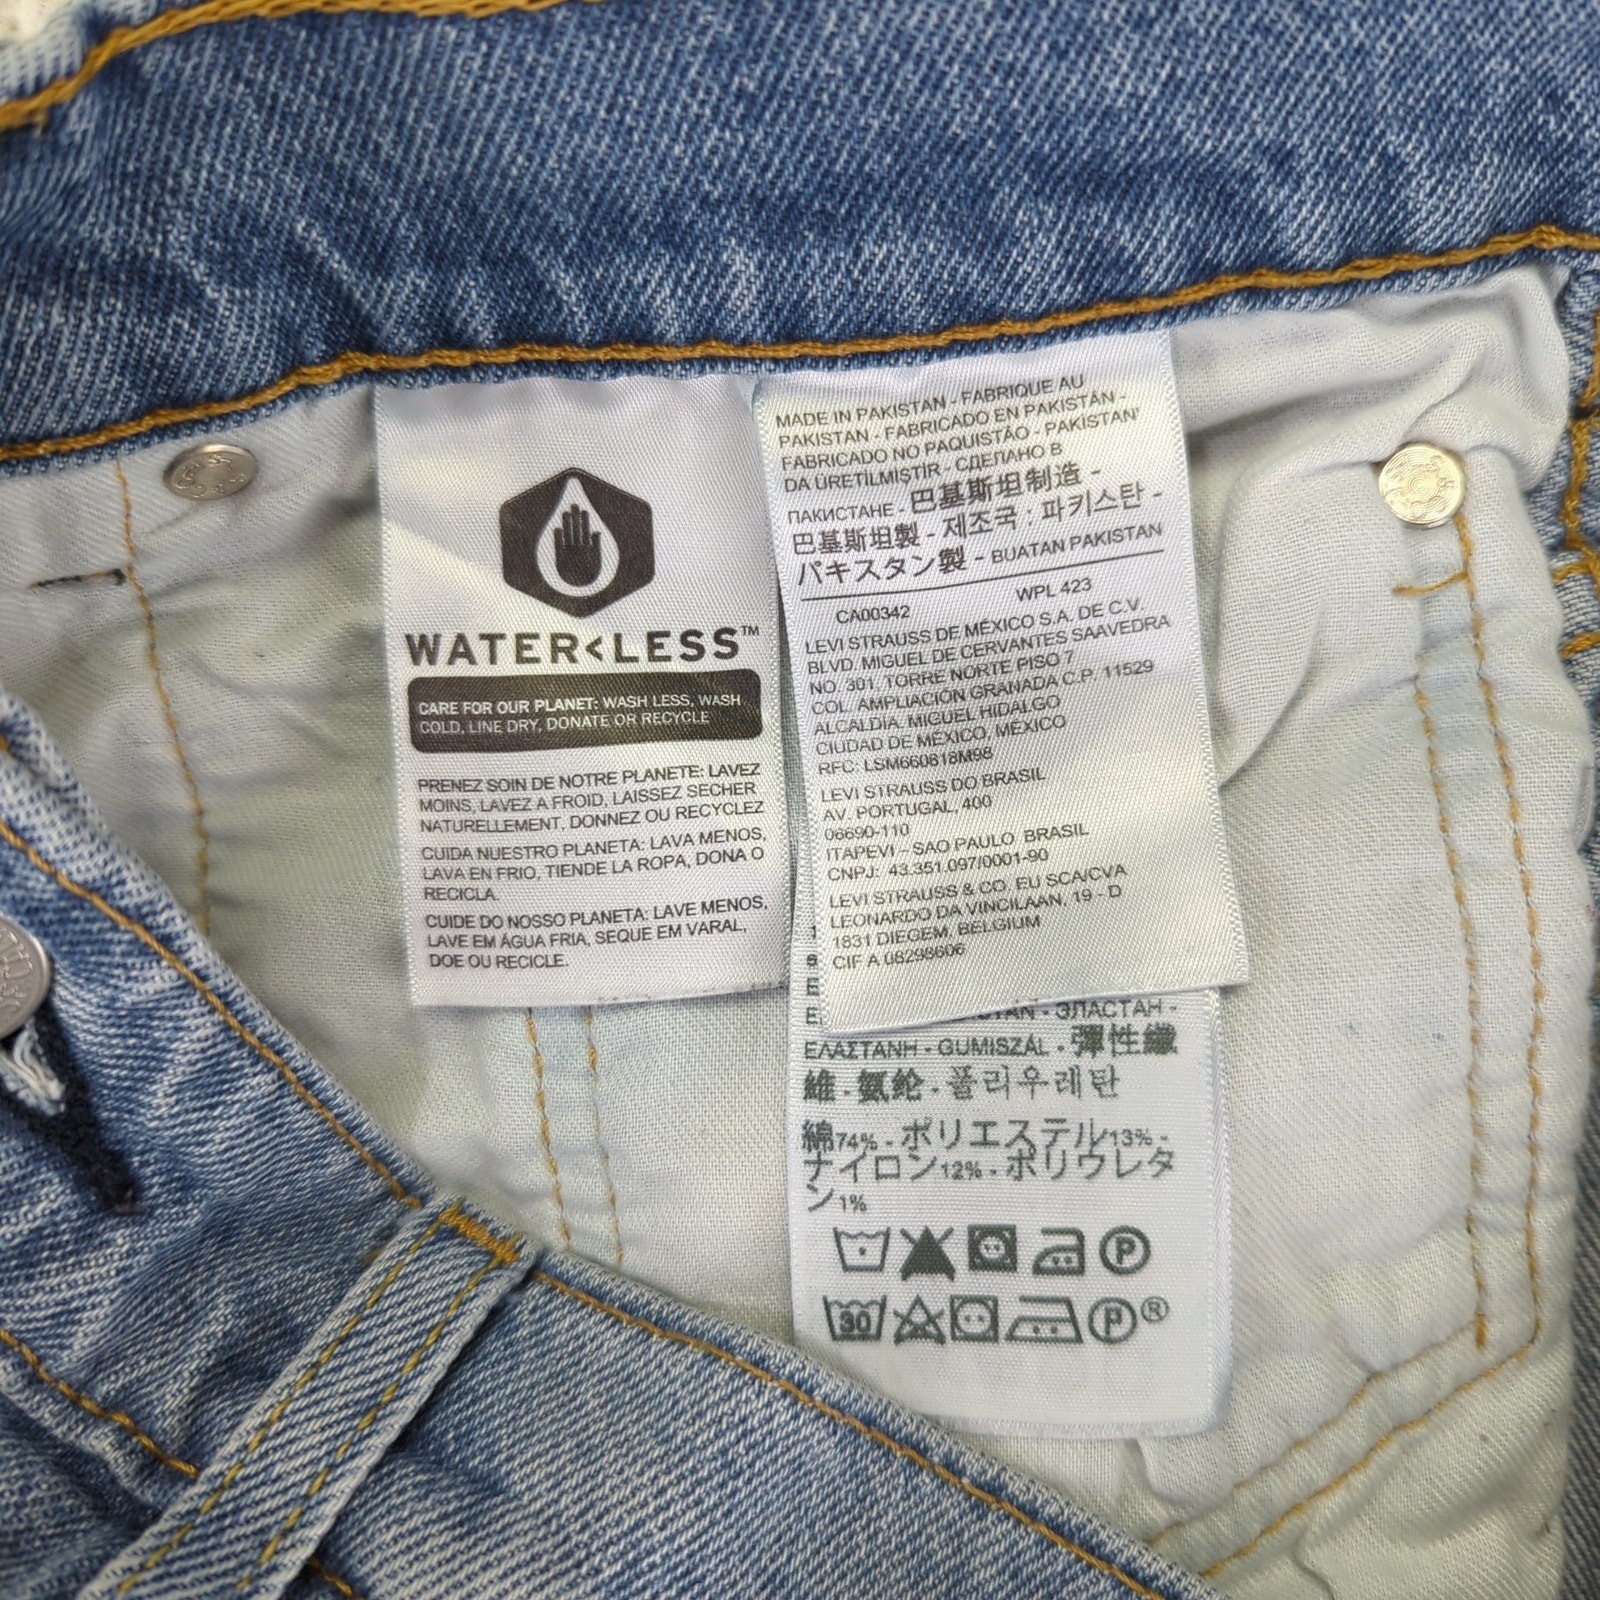 WATER<LESS™
CARE FOR OUR PLANET: WASH LESS, WASH
COLD, LINE DRY, DONATE OR RECYCLE
PRENEZ SOIN DE NOTRE PLANETE: LAVEZ
MOINS, LAVEZ A FROID, LAISSEZ SECHER
NATURELLEMENT, DONNEZ OU RECYCLEZ
CUIDA NUESTRO PLANETA: LAVA MENOS,
LAVA EN FRIO, TIENDE LA ROPA, DONA O
RECICLA.
CUIDE DO NOSSO PLANETA: LAVE MENOS,
LAVE EM ÁGUA FRIA, SEQUE EM VARAL,
DOE OU RECICLE.
MADE IN PAKISTAN - FABRIQUE AU
PAKISTAN - FABRICADO EN PAKISTÁN -
FABRICADO NO PAQUISTÃO - PAKISTAN'
DA ÜRETILMIŞTIR - СДЕЛАНО В
ПАКИСТАНЕ - 巴基斯坦制造 -
巴基斯坦製 - 제조국 : 파키스탄 -
パキスタン製 - BUATAN PAKISTAN
CA00342 WPL 423
LEVI STRAUSS DE MÉXICO S.A. DE C.V.
BLVD. MIGUEL DE CERVANTES SAAVEDRA
NO. 301, TORRE NORTE PISO 7
COL. AMPLIACIÓN GRANADA C.P. 11529
ALCALDÍA. MIGUEL HIDALGO
CIUDAD DE MÉXICO, MÉXICO
RFC: LSM660818M98
LEVI STRAUSS DO BRASIL
AV. PORTUGAL, 400
06690-110
ITAPEVI – SAO PAULO BRASIL
CNPJ: 43.351.097/0001-90
LEVI STRAUSS & CO. EU SCA/CVA
LEONARDO DA VINCILAAN, 19 - D
1831 DIEGEM, BELGIUM
CIF A 08298606
- ЭЛАСТАН -
ΕΛΑΣΤΑΝΗ - GUMISZÁL - 彈性纖
維 - 氨纶 - 폴리우레탄
綿74% - ポリエステル13% -
ナイロン12% - ポリウレタ
ン1%
P
30 P®